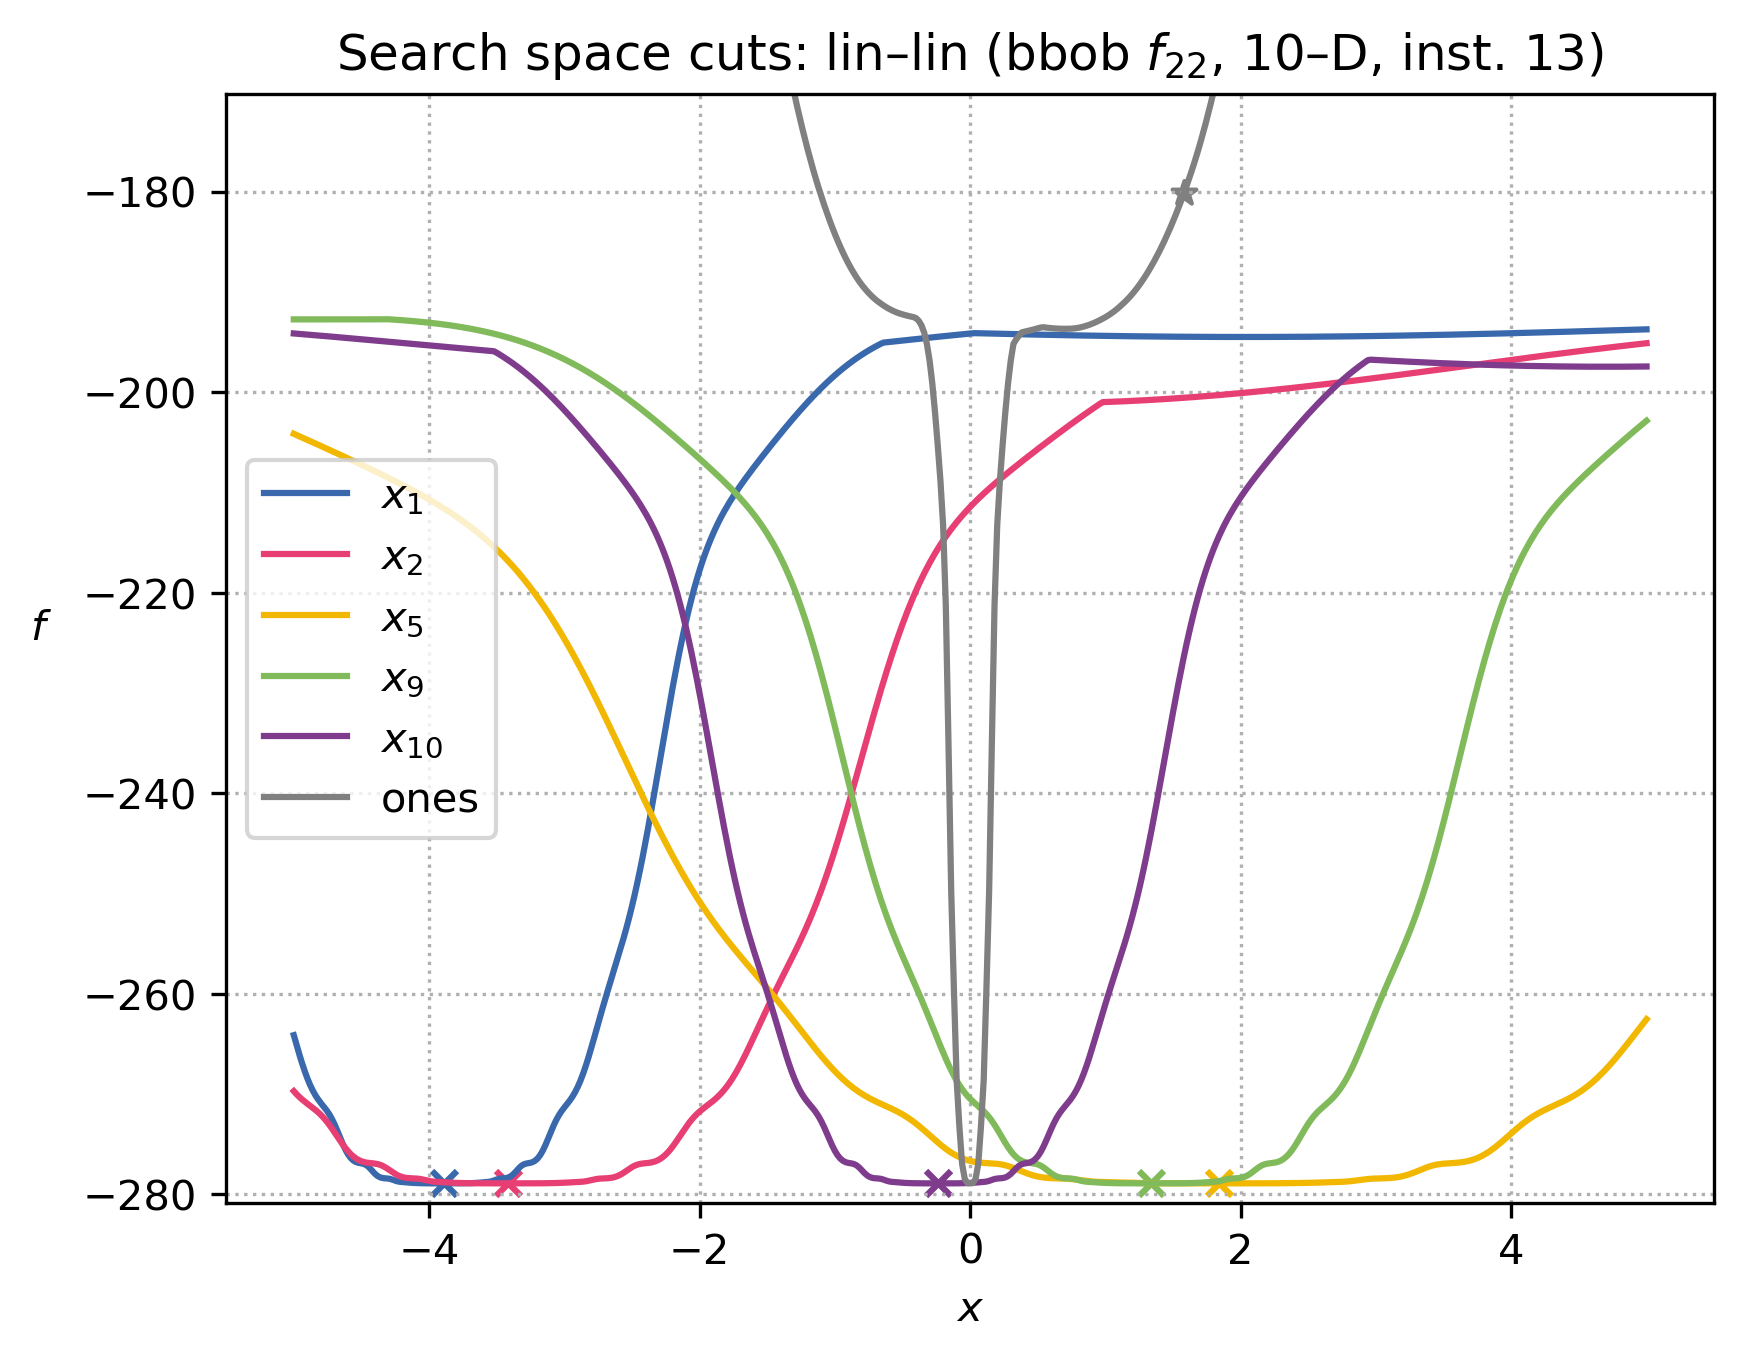 Search space cuts: lin–lin (bbob f₂₂, 10–D, inst. 13)
−180
−200
−220
−240
−260
−280
f
x₁
x₂
x₅
x₉
x₁₀
ones
−4 −2 0 2 4
x